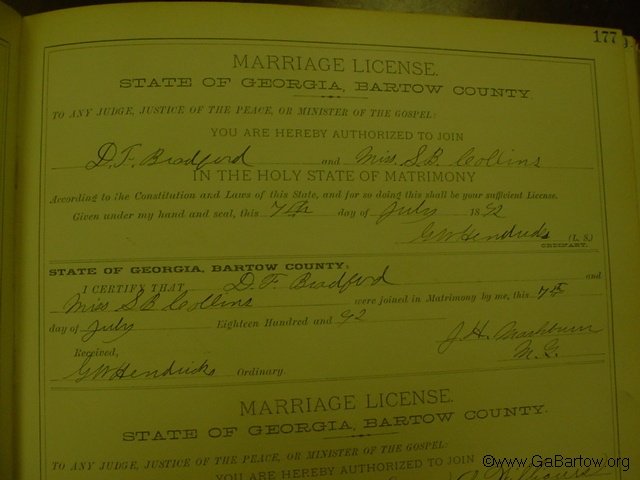 177
MARRIAGE LICENSE.
STATE OF GEORGIA, BARTOW COUNTY.
TO ANY JUDGE, JUSTICE OF THE PEACE, OR MINISTER OF THE GOSPEL:
YOU ARE HEREBY AUTHORIZED TO JOIN
D.F. Bradford and Miss S.B. Collins
IN THE HOLY STATE OF MATRIMONY
According to the Constitution and Laws of this State, and for so doing this shall be your sufficient License.
Given under my hand and seal, this 7th day of July 1892
GW Hendricks (L. S.)
ORDINARY.
STATE OF GEORGIA, BARTOW COUNTY.
I CERTIFY THAT D.F. Bradford and
Miss S B Collins were joined in Matrimony by me, this 7th
day of July Eighteen Hundred and 92
Received, J.H. Mashburn
GW Hendricks Ordinary. M.G.
MARRIAGE LICENSE.
STATE OF GEORGIA, BARTOW COUNTY.
TO ANY JUDGE, JUSTICE OF THE PEACE, OR MINISTER OF THE GOSPEL:
YOU ARE HEREBY AUTHORIZED TO JOIN
©www.GaBartow.org